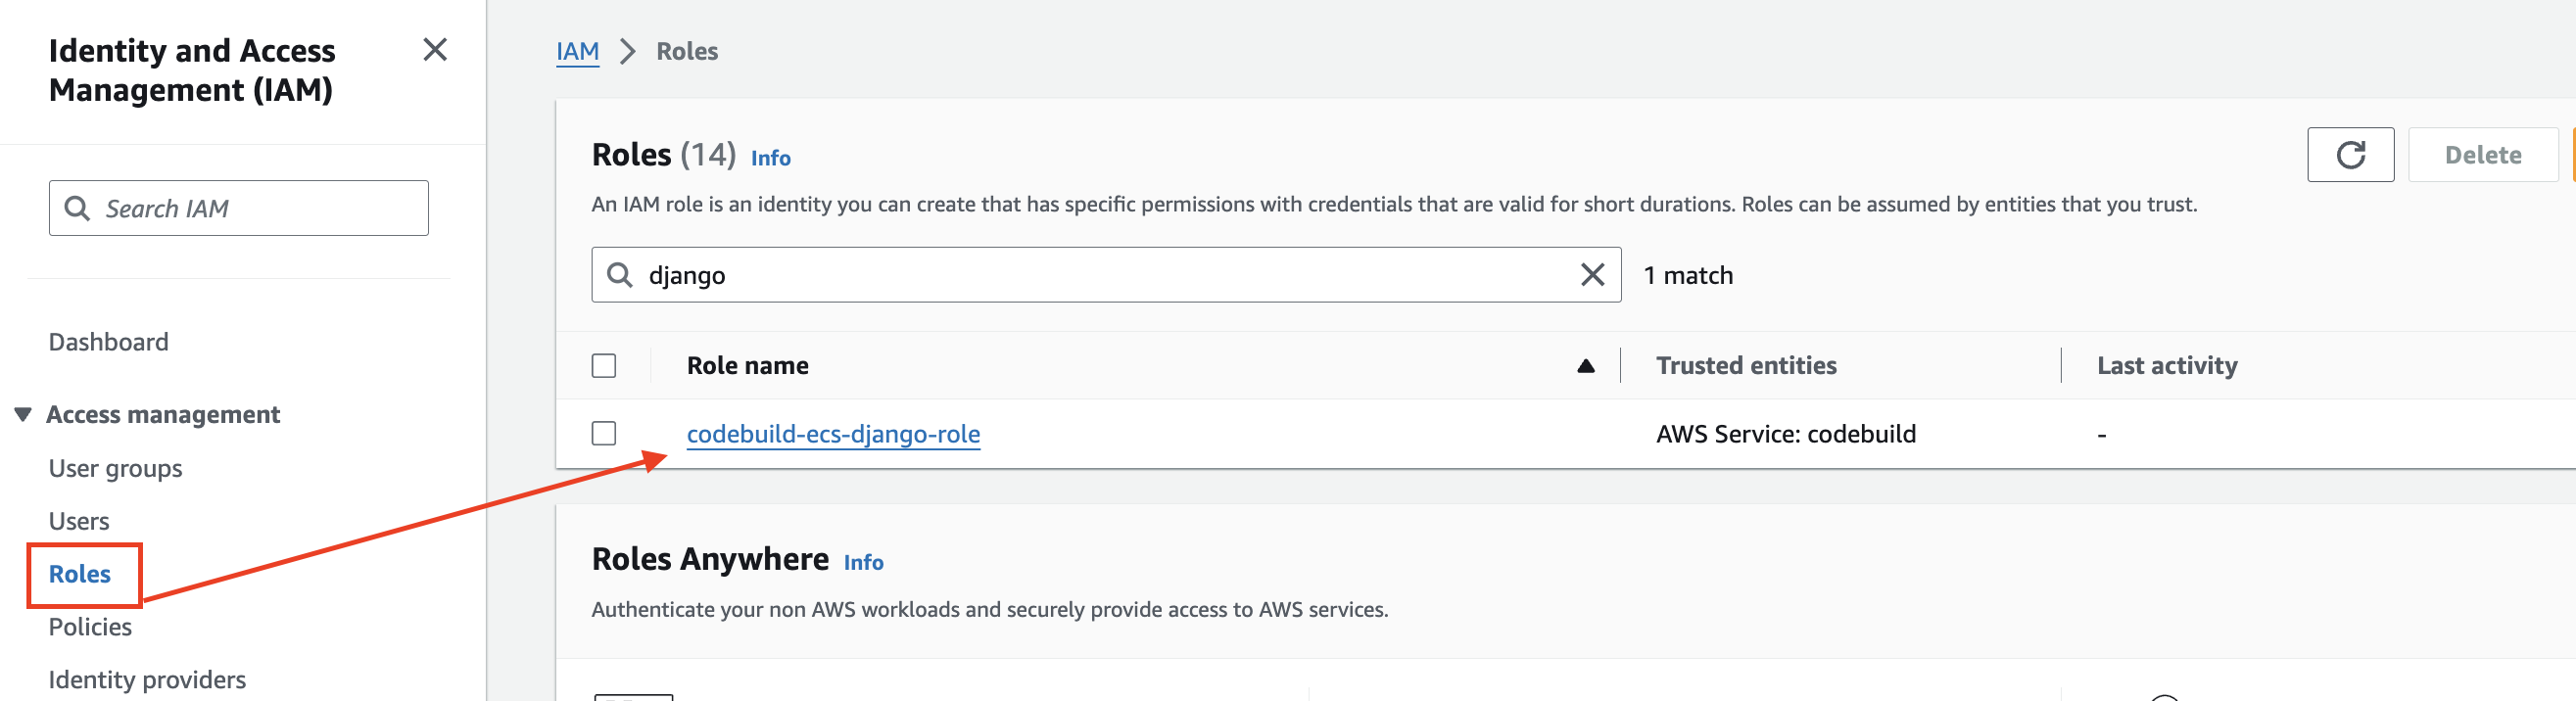 Identity and Access
Management (IAM)
Search IAM
Dashboard
Access management
User groups
Users
Roles
Policies
Identity providers
IAM > Roles
Roles (14) Info
Delete
An IAM role is an identity you can create that has specific permissions with credentials that are valid for short durations. Roles can be assumed by entities that you trust.
django
1 match
Role name
Trusted entities
Last activity
codebuild-ecs-django-role
AWS Service: codebuild
-
Roles Anywhere Info
Authenticate your non AWS workloads and securely provide access to AWS services.